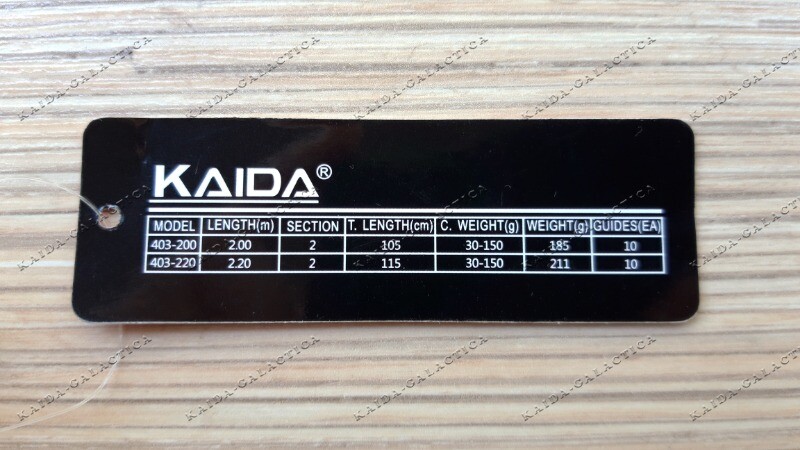 KAIDA®
MODEL LENGTH(m) SECTION T. LENGTH(cm) C. WEIGHT(g) WEIGHT(g) GUIDES(EA)
403-200 2.00 2 105 30-150 185 10
403-220 2.20 2 115 30-150 211 10
KAIDA-GALACTICA